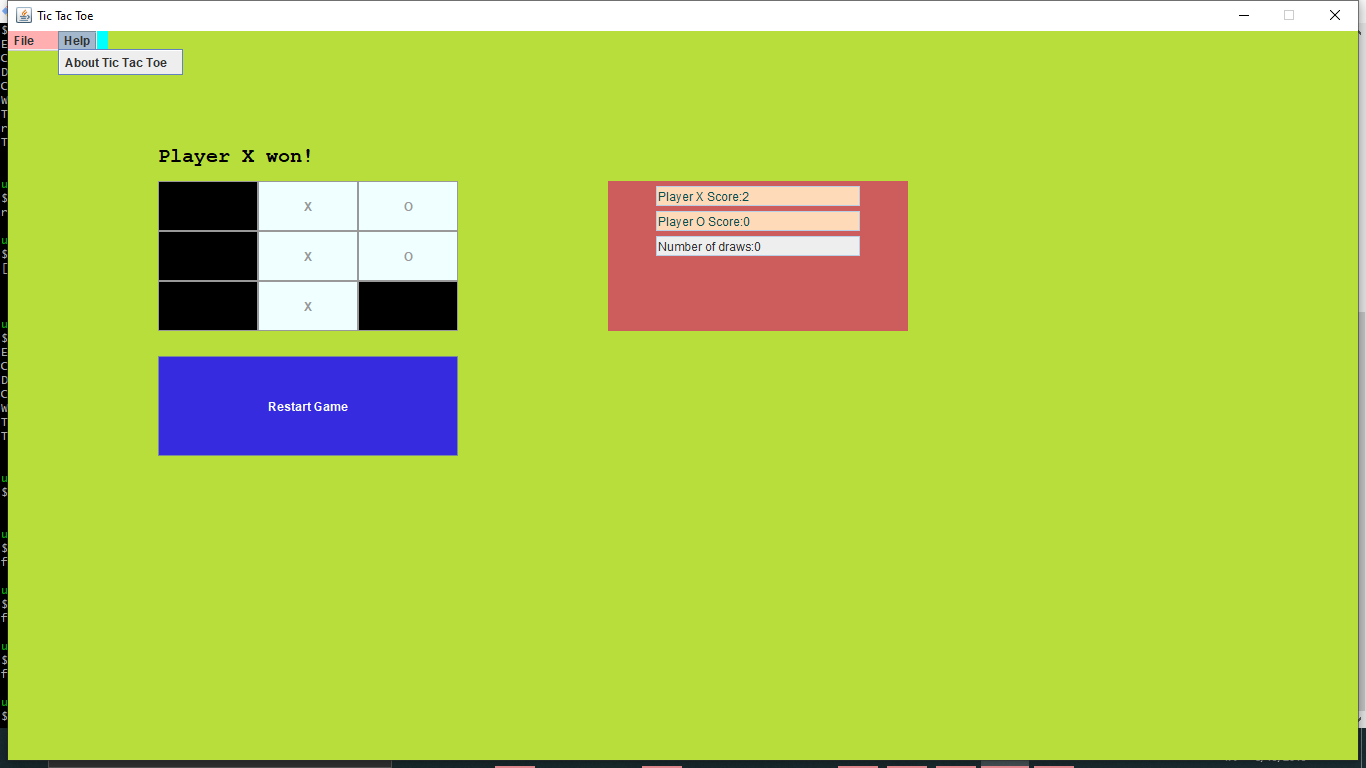 Tic Tac Toe
File Help
About Tic Tac Toe
Player X won!
X O
X O
X
Player X Score:2
Player O Score:0
Number of draws:0
Restart Game